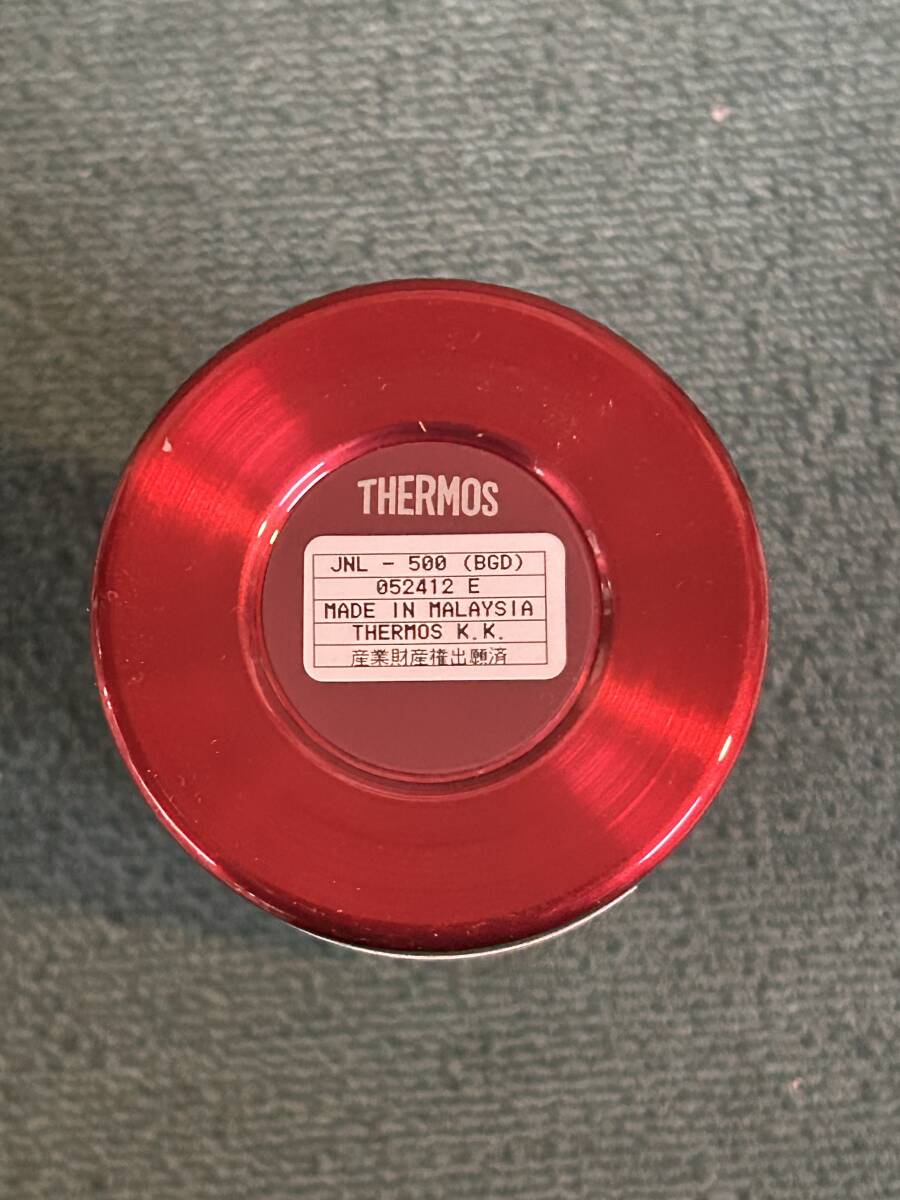 THERMOS
JNL - 500 (BGD)
052412 E
MADE IN MALAYSIA
THERMOS K.K.
産業財産権出願済